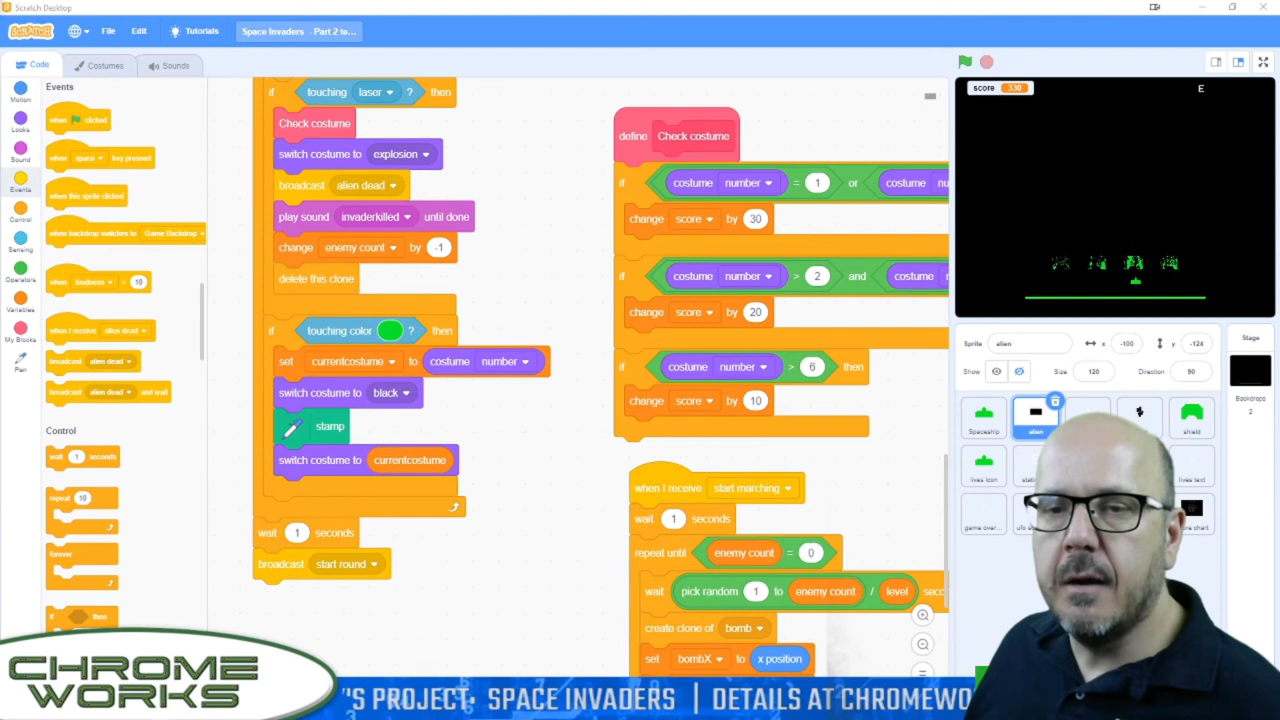 Scratch Desktop
SCRATCH
File
Edit
Tutorials
Space Invaders - Part 2 te...
Code
Costumes
Sounds
Motion
Looks
Sound
Events
Control
Sensing
Operators
Variables
My Blocks
Pen
Events
when clicked
when space key pressed
when this sprite clicked
when backdrop switches to Game Backdrop
when loudness > 10
when I receive alien dead
broadcast alien dead
broadcast alien dead and wait
Control
wait 1 seconds
repeat 10
forever
if then
if touching laser ? then
Check costume
switch costume to explosion
broadcast alien dead
play sound invaderkilled until done
change enemy count by -1
delete this clone
if touching color ? then
set currentcostume to costume number
switch costume to black
stamp
switch costume to currentcostume
wait 1 seconds
broadcast start round
define Check costume
if costume number = 1 or costume nu
change score by 30
if costume number > 2 and costume n
change score by 20
if costume number > 6 then
change score by 10
when I receive start marching
wait 1 seconds
repeat until enemy count = 0
wait pick random 1 to enemy count / level seco
create clone of bomb
set bombX to x position
score 330
E
Sprite alien x -100 y -124
Show Size 120 Direction 90
Stage
Backdrops
2
Spaceship
alien
shield
lives icon
lives text
game over...
CHROME
WORKS
'S PROJECT: SPACE INVADERS | DETAILS AT CHROMEWO